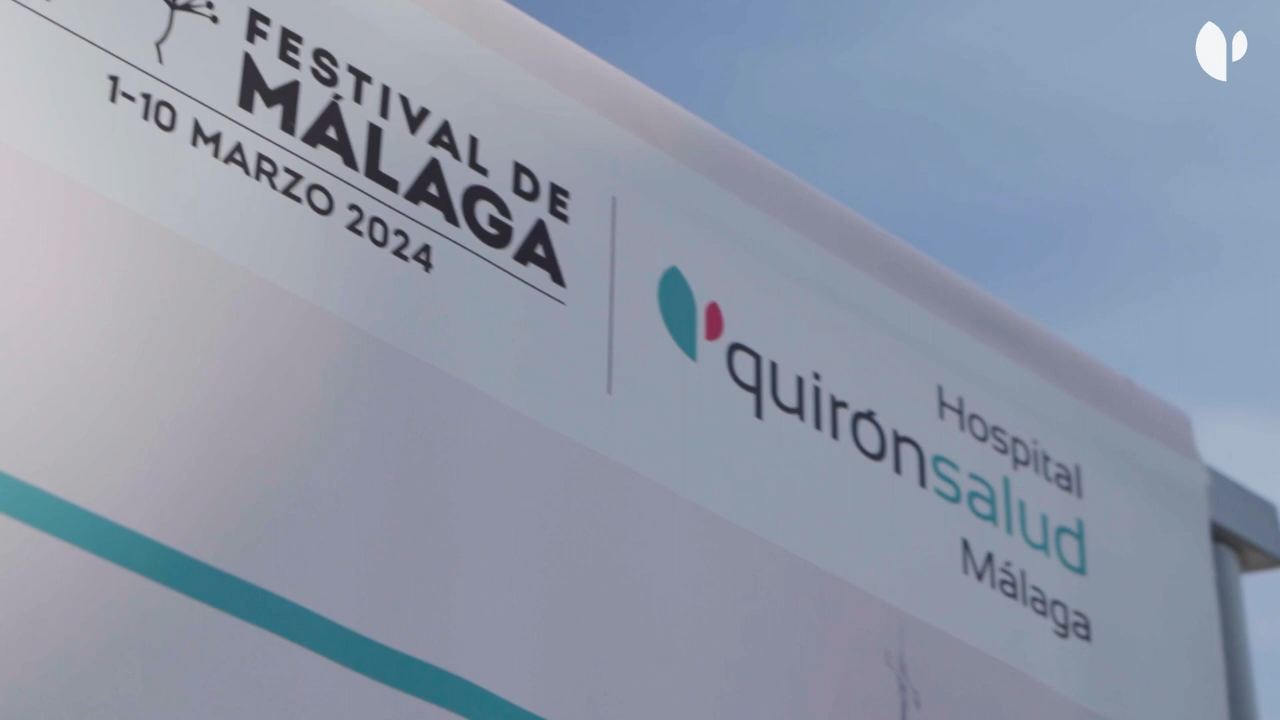 FESTIVAL DE
MÁLAGA
1-10 MARZO 2024
Hospital
quirónsalud
Málaga